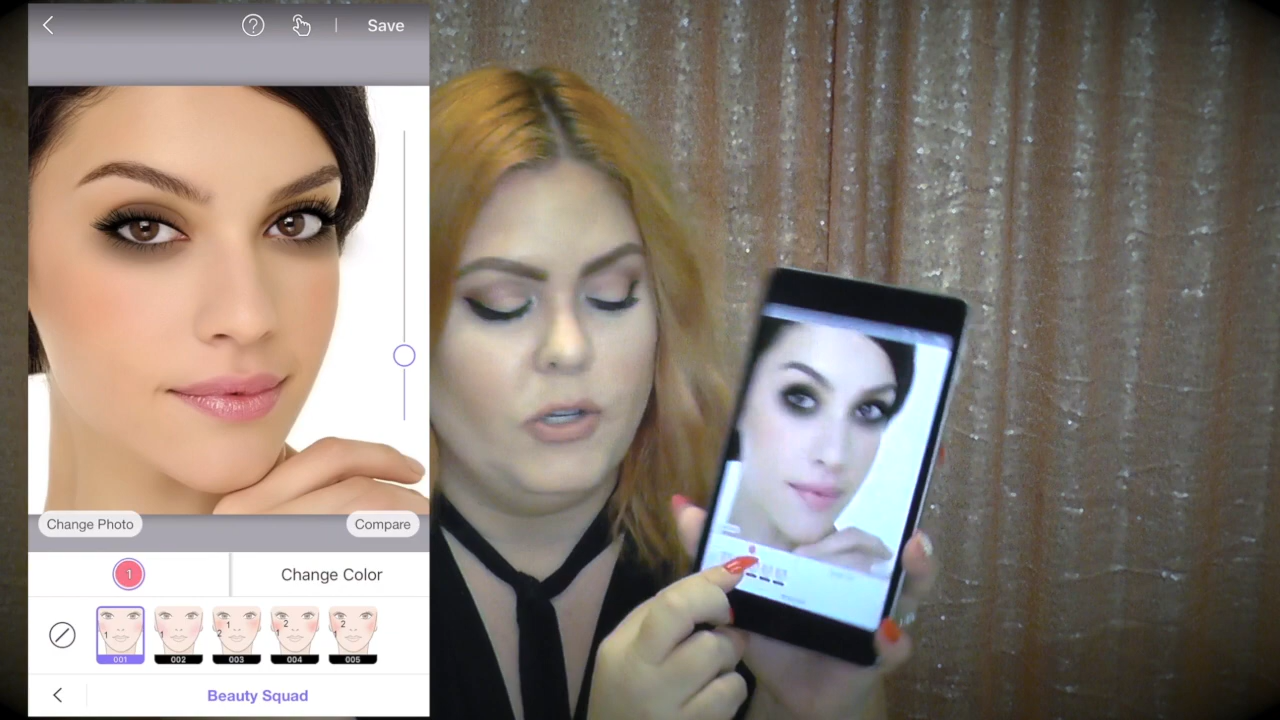 Save
Change Photo
Compare
1
Change Color
1
1
1
2
2
1
2
1
001
002
003
004
005
Beauty Squad